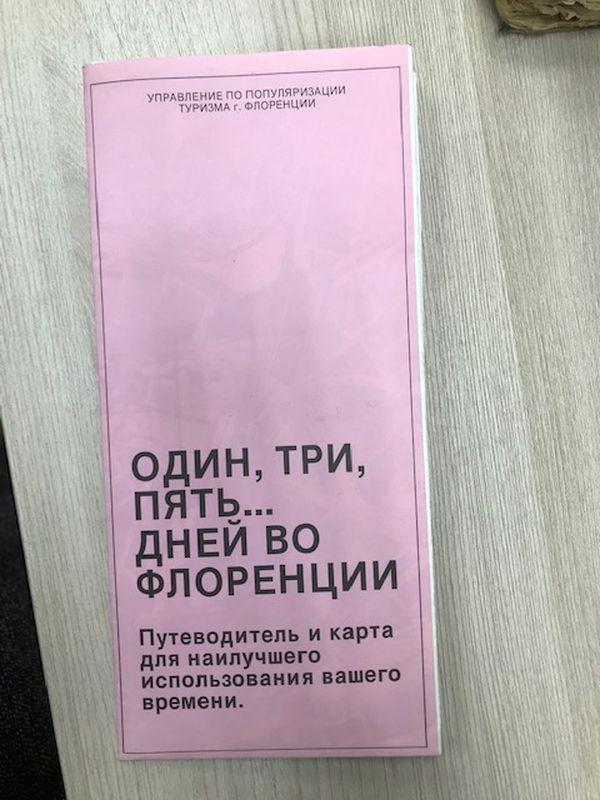 УПРАВЛЕНИЕ ПО ПОПУЛЯРИЗАЦИИ
ТУРИЗМА г. ФЛОРЕНЦИИ
ОДИН, ТРИ,
ПЯТЬ...
ДНЕЙ ВО
ФЛОРЕНЦИИ
Путеводитель и карта
для наилучшего
использования вашего
времени.